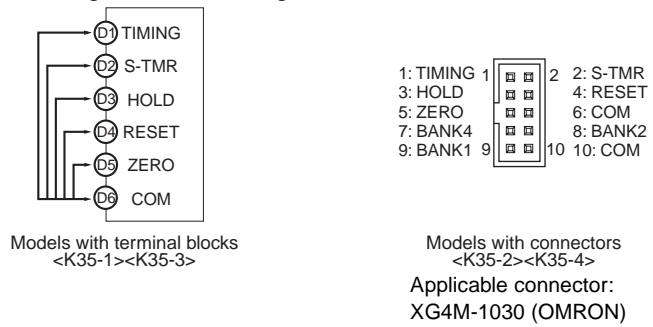 D1 TIMING
D2 S-TMR
D3 HOLD
D4 RESET
D5 ZERO
D6 COM
Models with terminal blocks
<K35-1><K35-3>
1: TIMING 1 2 2: S-TMR
3: HOLD 4: RESET
5: ZERO 6: COM
7: BANK4 8: BANK2
9: BANK1 9 10 10: COM
Models with connectors
<K35-2><K35-4>
Applicable connector:
XG4M-1030 (OMRON)